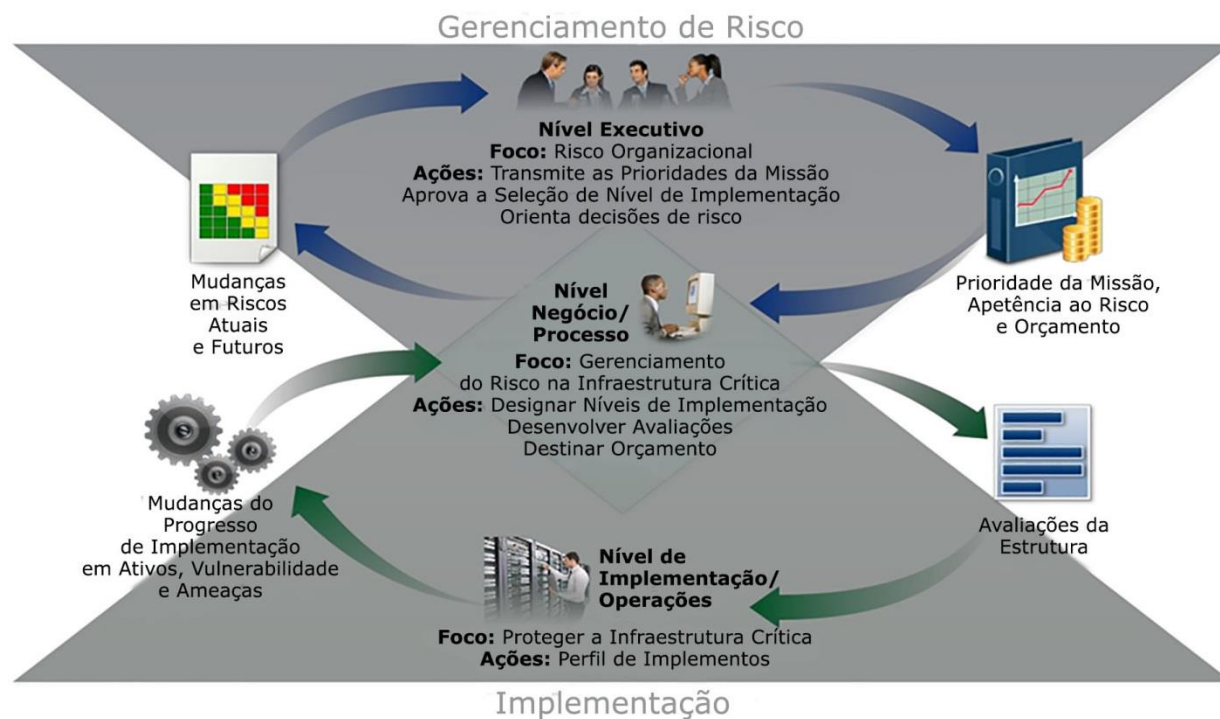 Gerenciamento de Risco
Nível Executivo
Foco: Risco Organizacional
Ações: Transmite as Prioridades da Missão
Aprova a Seleção de Nível de Implementação
Orienta decisões de risco
Mudanças
em Riscos
Atuais
e Futuros
Prioridade da Missão,
Apetência ao Risco
e Orçamento
Nível
Negócio/
Processo
Foco: Gerenciamento
do Risco na Infraestrutura Crítica
Ações: Designar Níveis de Implementação
Desenvolver Avaliações
Destinar Orçamento
Mudanças do
Progresso
de Implementação
em Ativos, Vulnerabilidade
e Ameaças
Avaliações da
Estrutura
Nível de
Implementação/
Operações
Foco: Proteger a Infraestrutura Crítica
Ações: Perfil de Implementos
Implementação